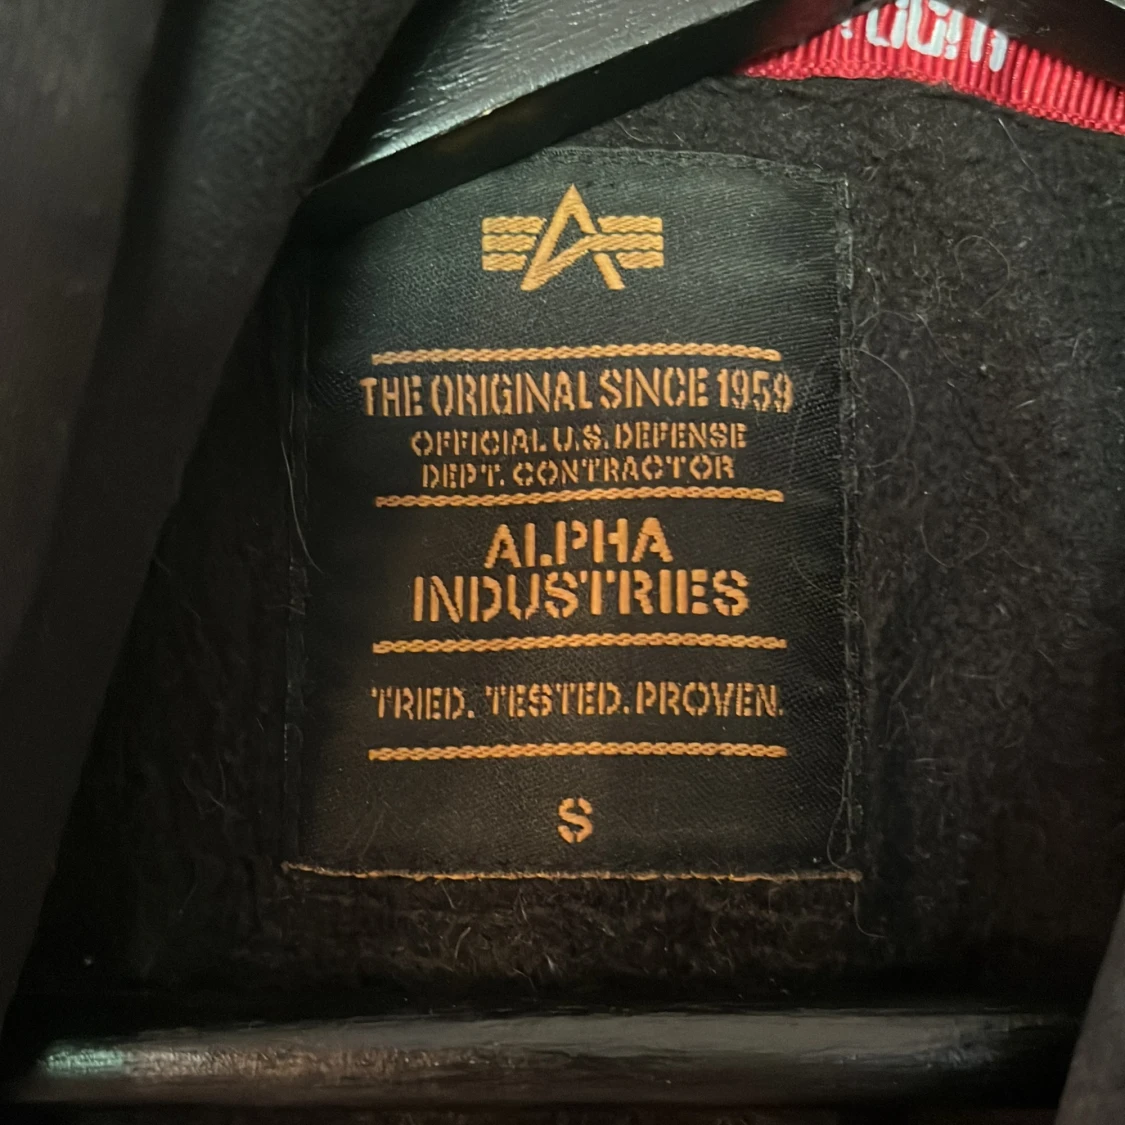 THE ORIGINAL SINCE 1959
OFFICIAL U.S. DEFENSE
DEPT. CONTRACTOR
ALPHA
INDUSTRIES
TRIED. TESTED. PROVEN.
S